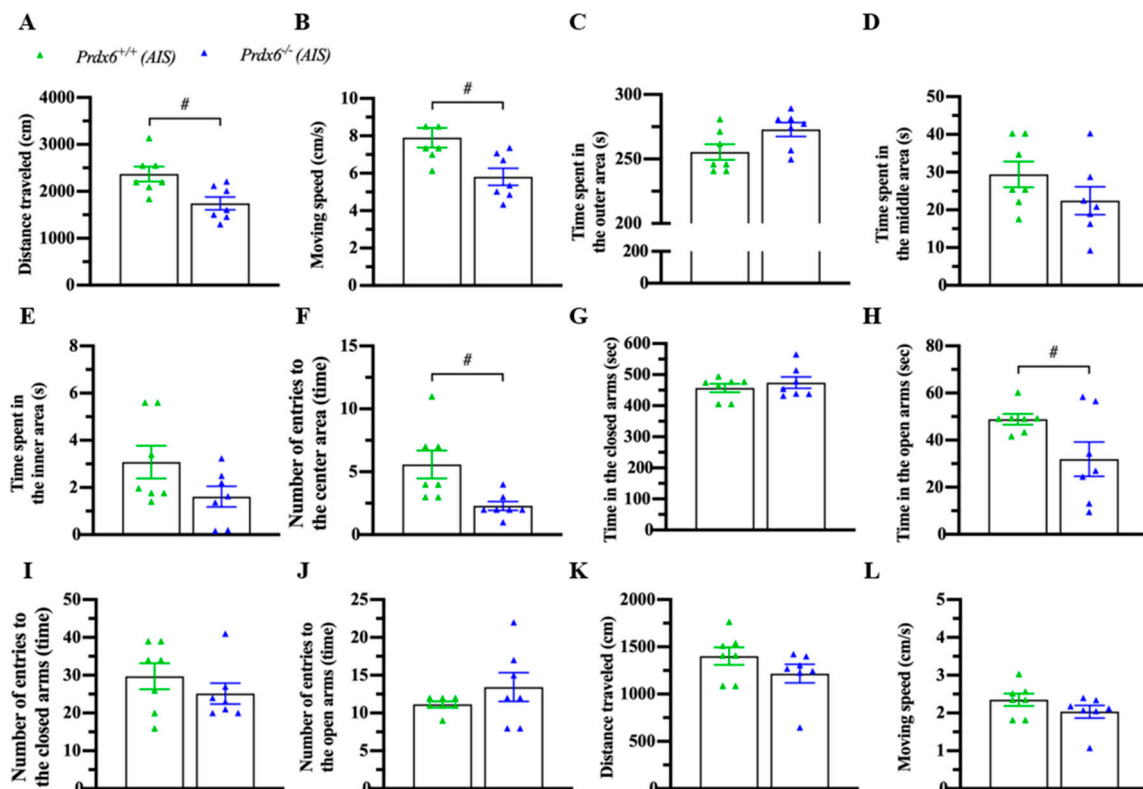 A
B
C
D
Prdx6+/+ (AIS)
Prdx6-/- (AIS)
Distance traveled (cm)
4000
3000
2000
1000
0
#
Moving speed (cm/s)
10
8
6
4
2
0
#
Time spent in
the outer area (s)
300
250
200
200
0
Time spent in
the middle area (s)
50
40
30
20
10
0
E
F
G
H
Time spent in
the inner area (s)
8
6
4
2
0
Number of entries to
the center area (time)
15
10
5
0
#
Time in the closed arms (sec)
600
500
400
300
200
100
0
Time in the open arms (sec)
80
60
40
20
0
#
I
J
K
L
Number of entries to
the closed arms (time)
50
40
30
20
10
0
Number of entries to
the open arms (time)
25
20
15
10
5
0
Distance traveled (cm)
2000
1500
1000
500
0
Moving speed (cm/s)
5
4
3
2
1
0